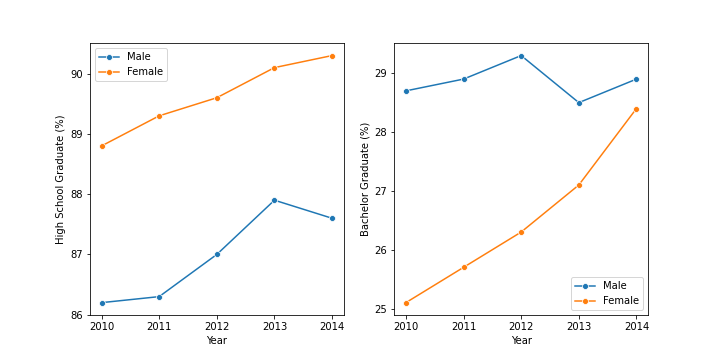 High School Graduate (%)
90
89
88
87
86
Male
Female
2010 2011 2012 2013 2014
Year
Bachelor Graduate (%)
29
28
27
26
25
Male
Female
2010 2011 2012 2013 2014
Year